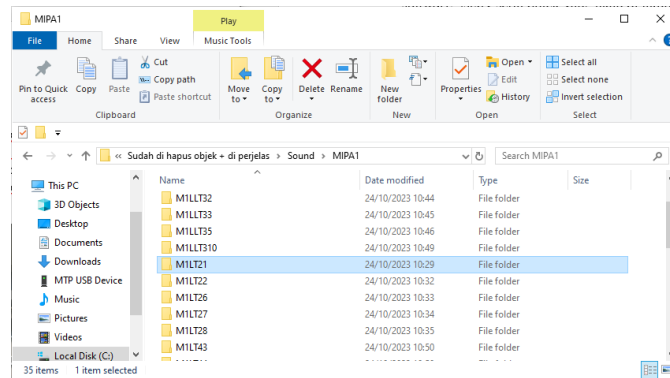 MIPA1
Play
File Home Share View Music Tools
Pin to Quick access
Copy
Paste
Cut
Copy path
Paste shortcut
Clipboard
Move to
Copy to
Delete
Rename
Organize
New folder
New
Properties
Open
Edit
History
Open
Select all
Select none
Invert selection
Select
« Sudah di hapus objek + di perjelas > Sound > MIPA1
Search MIPA1
This PC
3D Objects
Desktop
Documents
Downloads
MTP USB Device
Music
Pictures
Videos
Local Disk (C:)
Name Date modified Type Size
M1LLT32 24/10/2023 10:44 File folder
M1LLT33 24/10/2023 10:45 File folder
M1LLT35 24/10/2023 10:46 File folder
M1LLT310 24/10/2023 10:49 File folder
M1LT21 24/10/2023 10:29 File folder
M1LT22 24/10/2023 10:32 File folder
M1LT26 24/10/2023 10:33 File folder
M1LT27 24/10/2023 10:34 File folder
M1LT28 24/10/2023 10:35 File folder
M1LT43 24/10/2023 10:50 File folder
35 items 1 item selected